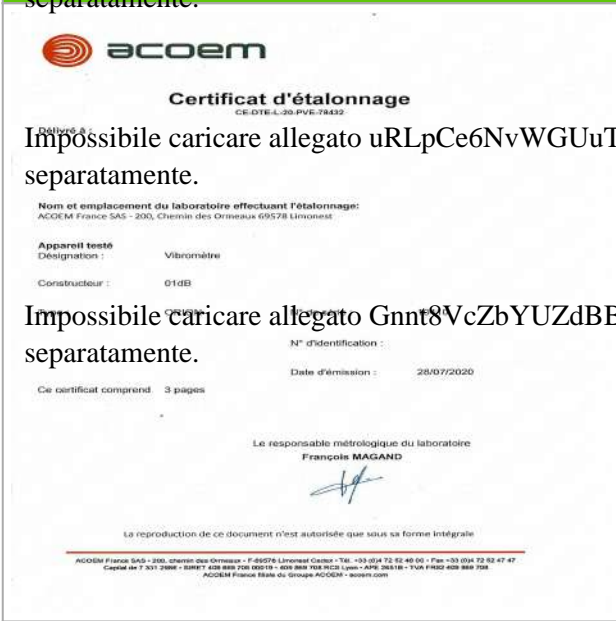 separatamente.
acoem
Certificat d'étalonnage
CE-DTE-L-20-PVE-78432
Délivré à :
Impossibile caricare allegato uRLpCe6NvWGUuT
separatamente.
Nom et emplacement du laboratoire effectuant l'étalonnage:
ACOEM France SAS - 200, Chemin des Ormeaux 69578 Limonest
Appareil testé
Désignation : Vibromètre
Constructeur : 01dB
Impossibile caricare allegato Gnnt8VcZbYUZdBB
separatamente.
N° d'identification :
Date d'émission : 28/07/2020
Ce certificat comprend 3 pages
Le responsable métrologique du laboratoire
François MAGAND
La reproduction de ce document n'est autorisée que sous sa forme intégrale
ACOEM France SAS - 200, chemin des Ormeaux - F-69578 Limonest Cedex - Tél. +33 (0)4 72 52 48 00 - Fax +33 (0)4 72 52 47 47
ACOEM France filiale du Groupe ACOEM - acoem.com